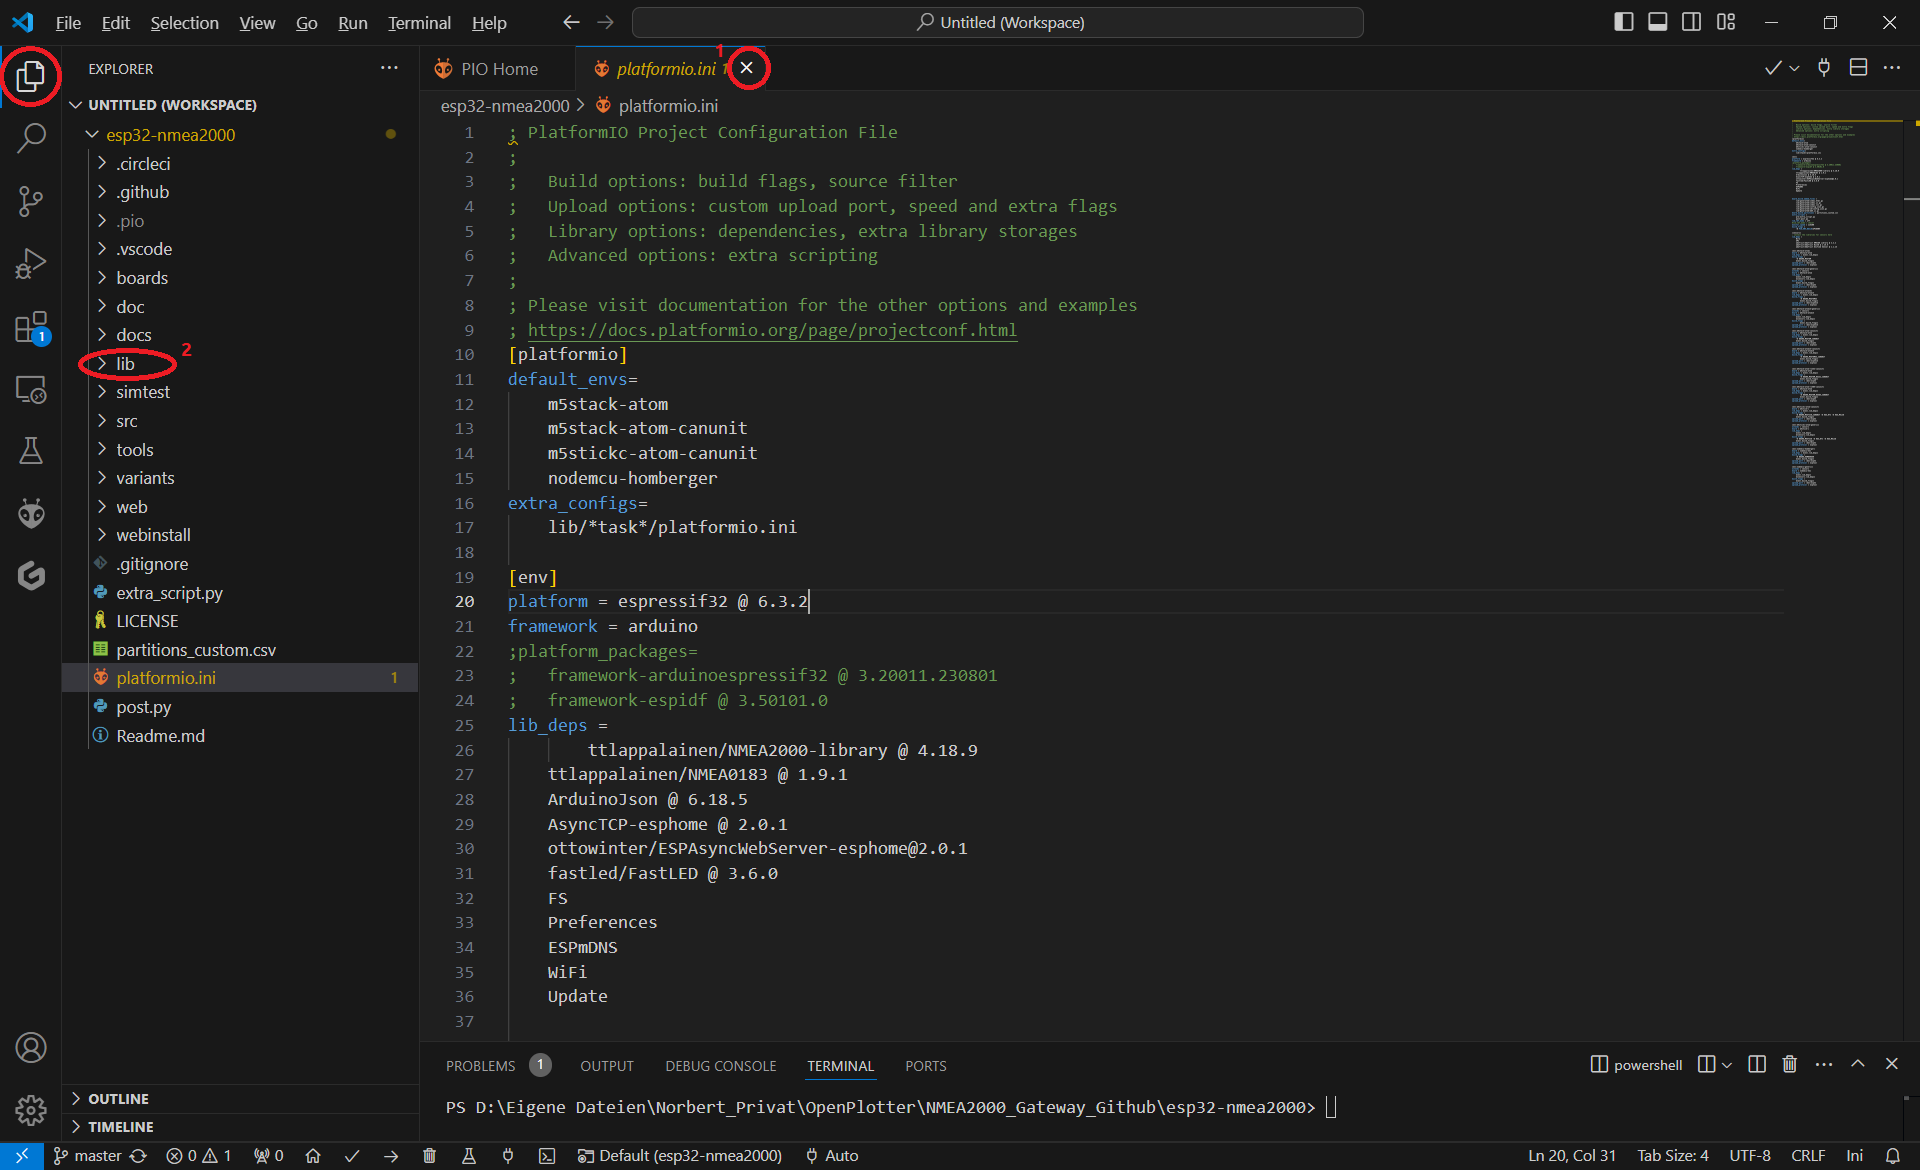 File Edit Selection View Go Run Terminal Help
Untitled (Workspace)
EXPLORER
UNTITLED (WORKSPACE)
esp32-nmea2000
.circleci
.github
.pio
.vscode
boards
doc
docs
lib
2
simtest
src
tools
variants
web
webinstall
.gitignore
extra_script.py
LICENSE
partitions_custom.csv
platformio.ini 1
post.py
Readme.md
OUTLINE
TIMELINE
1
PIO Home
platformio.ini 1
1
esp32-nmea2000 > platformio.ini
1 ; PlatformIO Project Configuration File
2 ;
3 ;   Build options: build flags, source filter
4 ;   Upload options: custom upload port, speed and extra flags
5 ;   Library options: dependencies, extra library storages
6 ;   Advanced options: extra scripting
7 ;
8 ; Please visit documentation for the other options and examples
9 ; https://docs.platformio.org/page/projectconf.html
10 [platformio]
11 default_envs=
12     m5stack-atom
13     m5stack-atom-canunit
14     m5stickc-atom-canunit
15     nodemcu-homberger
16 extra_configs=
17     lib/*task*/platformio.ini
18
19 [env]
20 platform = espressif32 @ 6.3.2
21 framework = arduino
22 ;platform_packages=
23 ;   framework-arduinoespressif32 @ 3.20011.230801
24 ;   framework-espidf @ 3.50101.0
25 lib_deps =
26         ttlappalainen/NMEA2000-library @ 4.18.9
27     ttlappalainen/NMEA0183 @ 1.9.1
28     ArduinoJson @ 6.18.5
29     AsyncTCP-esphome @ 2.0.1
30     ottowinter/ESPAsyncWebServer-esphome@2.0.1
31     fastled/FastLED @ 3.6.0
32     FS
33     Preferences
34     ESPmDNS
35     WiFi
36     Update
37
PROBLEMS 1 OUTPUT DEBUG CONSOLE TERMINAL PORTS
powershell
PS D:\Eigene Dateien\Norbert_Privat\OpenPlotter\NMEA2000_Gateway_Github\esp32-nmea2000>
master 0 1 0 Default (esp32-nmea2000) Auto
Ln 20, Col 31 Tab Size: 4 UTF-8 CRLF Ini